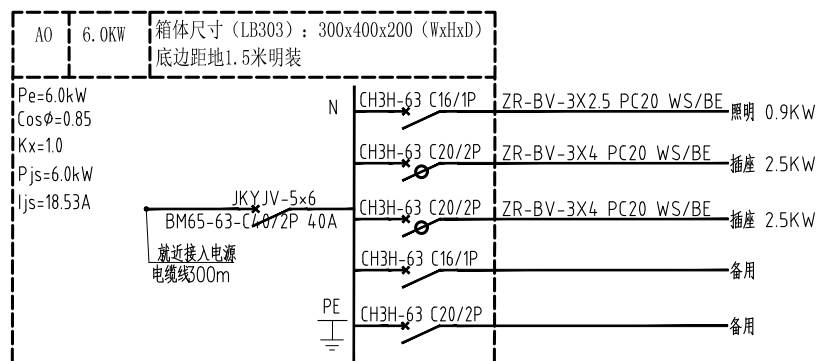 AO
6.0KW
箱体尺寸（LB303）：300x400x200（WxHxD）
底边距地1.5米明装
Pe=6.0kW
CosØ=0.85
Kx=1.0
Pjs=6.0kW
Ijs=18.53A
N
CH3H-63 C16/1P
ZR-BV-3X2.5 PC20 WS/BE
照明 0.9KW
CH3H-63 C20/2P
ZR-BV-3X4 PC20 WS/BE
插座 2.5KW
JKYJV-5×6
BM65-63-C40/2P 40A
CH3H-63 C20/2P
ZR-BV-3X4 PC20 WS/BE
插座 2.5KW
就近接入电源
电缆线300m
CH3H-63 C16/1P
备用
PE
CH3H-63 C20/2P
备用